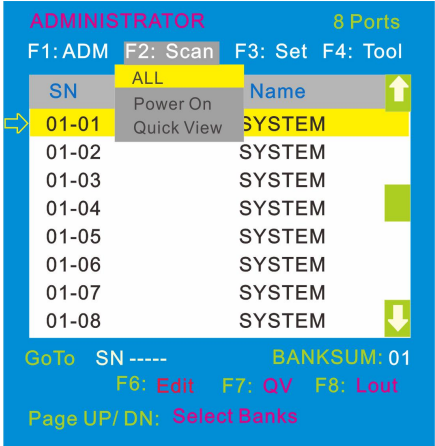 ADMINISTRATOR 8 Ports
F1: ADM F2: Scan F3: Set F4: Tool
SN Name
ALL
Power On
Quick View
01-01 SYSTEM
01-02 SYSTEM
01-03 SYSTEM
01-04 SYSTEM
01-05 SYSTEM
01-06 SYSTEM
01-07 SYSTEM
01-08 SYSTEM
GoTo SN ----- BANKSUM: 01
F6: Edit F7: QV F8: Lout
Page UP/ DN: Select Banks